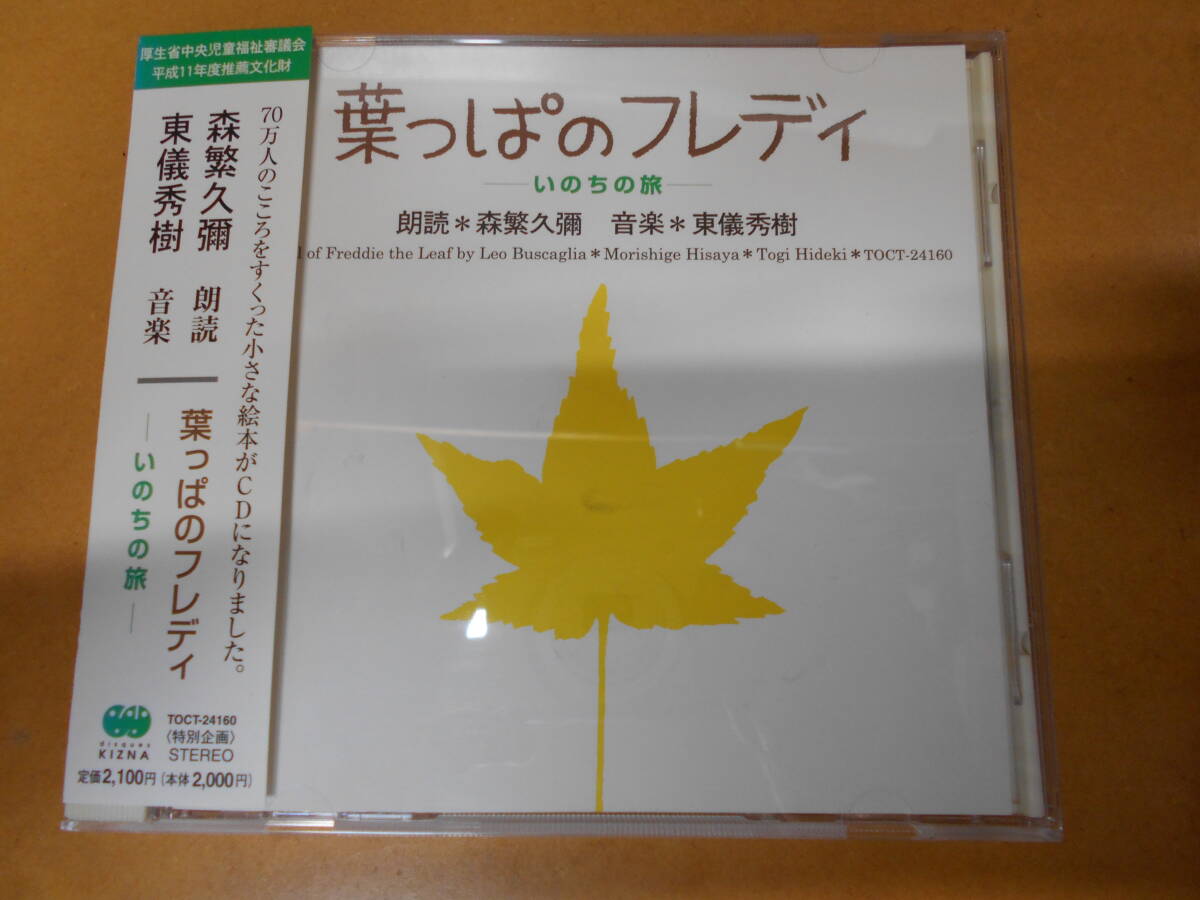 厚生省中央児童福祉審議会
平成11年度推薦文化財
70万人のこころをすくった小さな絵本がCDになりました。
森繁久彌 朗読
東儀秀樹 音楽
葉っぱのフレディ
いのちの旅
disques
KIZNA
TOCT-24160
〈特別企画〉
STEREO
定価2,100円(本体2,000円)
葉っぱのフレディ
いのちの旅
朗読＊森繁久彌 音楽＊東儀秀樹
of Freddie the Leaf by Leo Buscaglia＊Morishige Hisaya＊Togi Hideki＊TOCT-24160